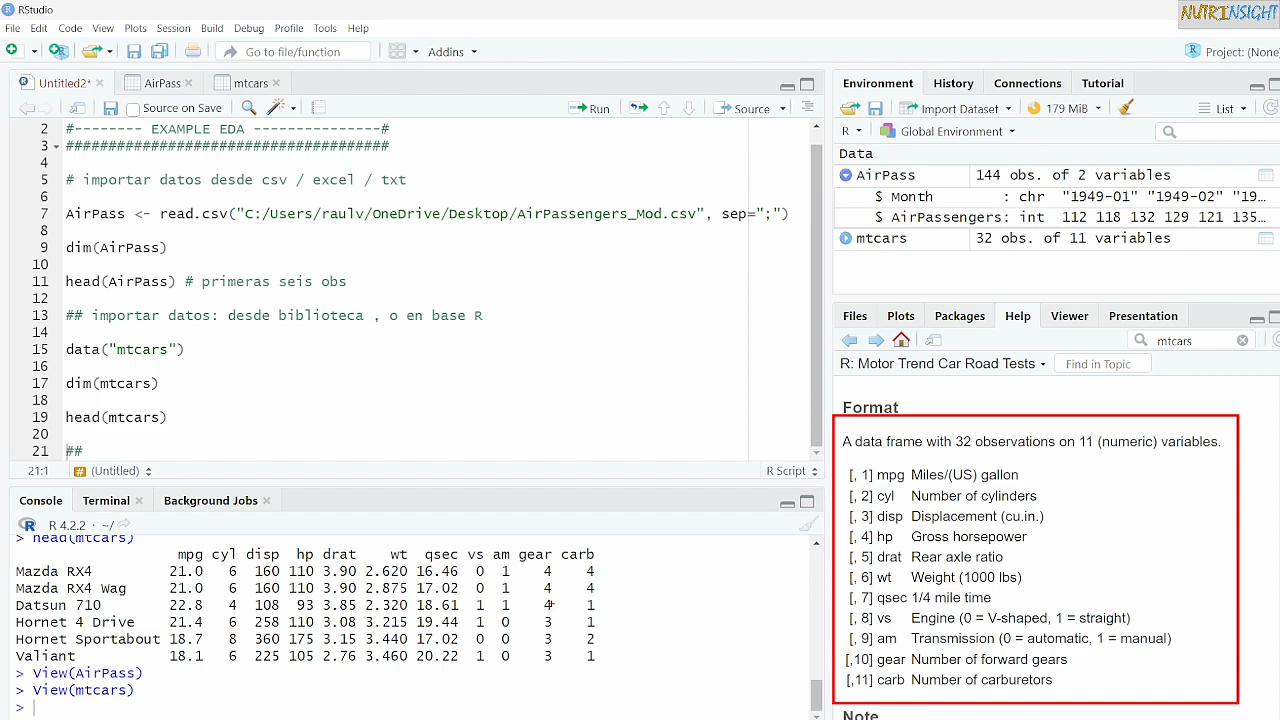 RStudio
NUTRINSIGHT
File Edit Code View Plots Session Build Debug Profile Tools Help
Go to file/function Addins
Project: (None
Untitled2* AirPass mtcars
Source on Save Run Source
2 #-------- EXAMPLE EDA ---------------#
3 #####################################
4
5 # importar datos desde csv / excel / txt
6
7 AirPass <- read.csv("C:/Users/raulv/OneDrive/Desktop/AirPassengers_Mod.csv", sep=";")
8
9 dim(AirPass)
10
11 head(AirPass) # primeras seis obs
12
13 ## importar datos: desde biblioteca , o en base R
14
15 data("mtcars")
16
17 dim(mtcars)
18
19 head(mtcars)
20
21 ##
21:1 # (Untitled) R Script
Console Terminal Background Jobs
R R 4.2.2 · ~/
> head(mtcars)
mpg cyl disp hp drat wt qsec vs am gear carb
Mazda RX4 21.0 6 160 110 3.90 2.620 16.46 0 1 4 4
Mazda RX4 Wag 21.0 6 160 110 3.90 2.875 17.02 0 1 4 4
Datsun 710 22.8 4 108 93 3.85 2.320 18.61 1 1 4 1
Hornet 4 Drive 21.4 6 258 110 3.08 3.215 19.44 1 0 3 1
Hornet Sportabout 18.7 8 360 175 3.15 3.440 17.02 0 0 3 2
Valiant 18.1 6 225 105 2.76 3.460 20.22 1 0 3 1
> View(AirPass)
> View(mtcars)
>
Environment History Connections Tutorial
Import Dataset 179 MiB List
R Global Environment
Data
AirPass 144 obs. of 2 variables
$ Month : chr "1949-01" "1949-02" "19…
$ AirPassengers: int 112 118 132 129 121 135…
mtcars 32 obs. of 11 variables
Files Plots Packages Help Viewer Presentation
mtcars
R: Motor Trend Car Road Tests Find in Topic
Format
A data frame with 32 observations on 11 (numeric) variables.
[, 1] mpg Miles/(US) gallon
[, 2] cyl Number of cylinders
[, 3] disp Displacement (cu.in.)
[, 4] hp Gross horsepower
[, 5] drat Rear axle ratio
[, 6] wt Weight (1000 lbs)
[, 7] qsec 1/4 mile time
[, 8] vs Engine (0 = V-shaped, 1 = straight)
[, 9] am Transmission (0 = automatic, 1 = manual)
[,10] gear Number of forward gears
[,11] carb Number of carburetors
Note